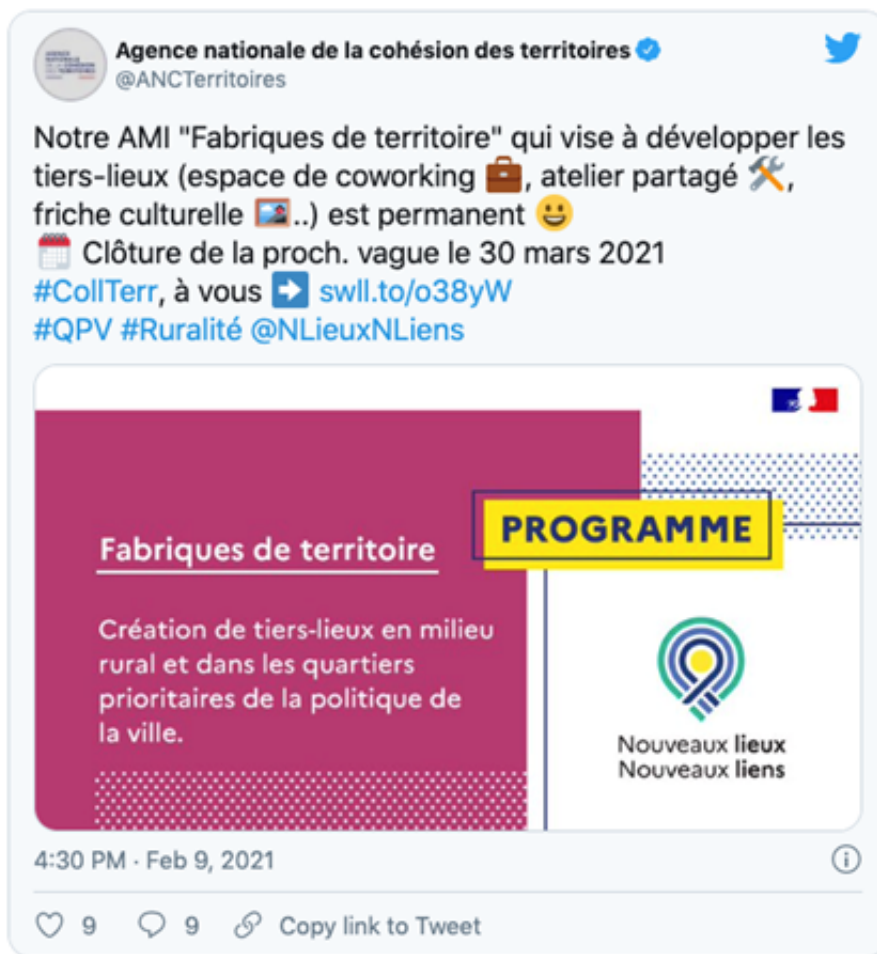 Agence nationale de la cohésion des territoires
@ANCTerritoires
Notre AMI "Fabriques de territoire" qui vise à développer les
tiers-lieux (espace de coworking 💼, atelier partagé 🛠️,
friche culturelle 🖼️..) est permanent 😃
🗓️ Clôture de la proch. vague le 30 mars 2021
#CollTerr, à vous ➡️ swll.to/o38yW
#QPV #Ruralité @NLieuxNLiens
PROGRAMME
Fabriques de territoire
Création de tiers-lieux en milieu
rural et dans les quartiers
prioritaires de la politique de
la ville.
Nouveaux lieux
Nouveaux liens
4:30 PM · Feb 9, 2021
9 9 Copy link to Tweet